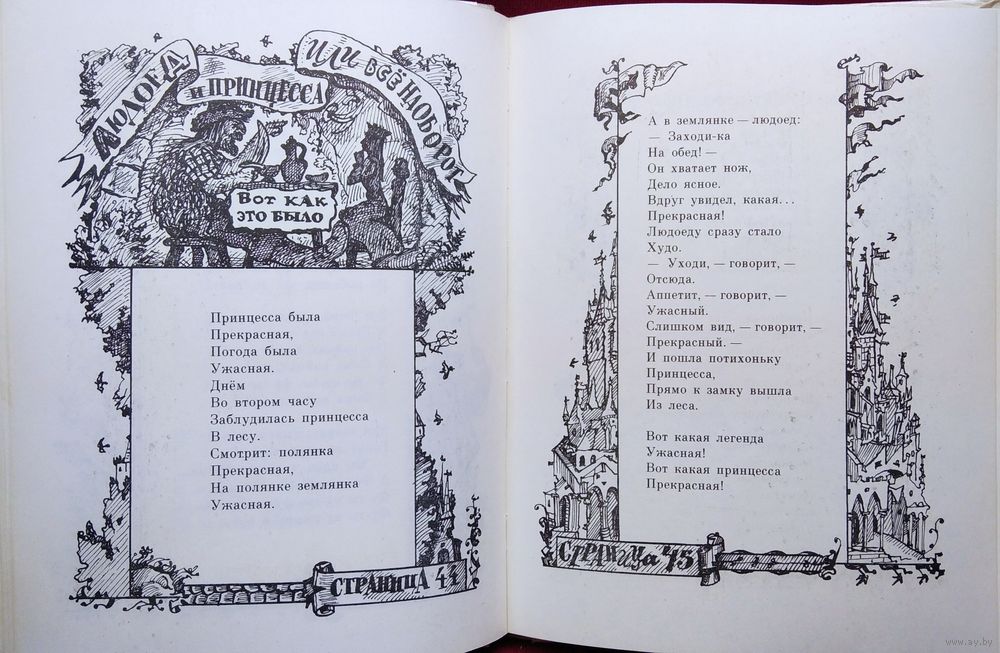 ЛЮДОЕД
И ПРИНЦЕССА
ИЛИ ВСЁ НАОБОРОТ
ВОТ КАК
ЭТО БЫЛО
Принцесса была
Прекрасная,
Погода была
Ужасная.
Днём
Во втором часу
Заблудилась принцесса
В лесу.
Смотрит: полянка
Прекрасная,
На полянке землянка
Ужасная.
СТРАНИЦА 44
А в землянке — людоед:
— Заходи-ка
На обед! —
Он хватает нож,
Дело ясное.
Вдруг увидел, какая...
Прекрасная!
Людоеду сразу стало
Худо.
— Уходи, — говорит, —
Отсюда.
Аппетит, — говорит, —
Ужасный.
Слишком вид, — говорит, —
Прекрасный. —
И пошла потихоньку
Принцесса,
Прямо к замку вышла
Из леса.
Вот какая легенда
Ужасная!
Вот какая принцесса
Прекрасная!
СТРАНИЦА 45
www.ay.by